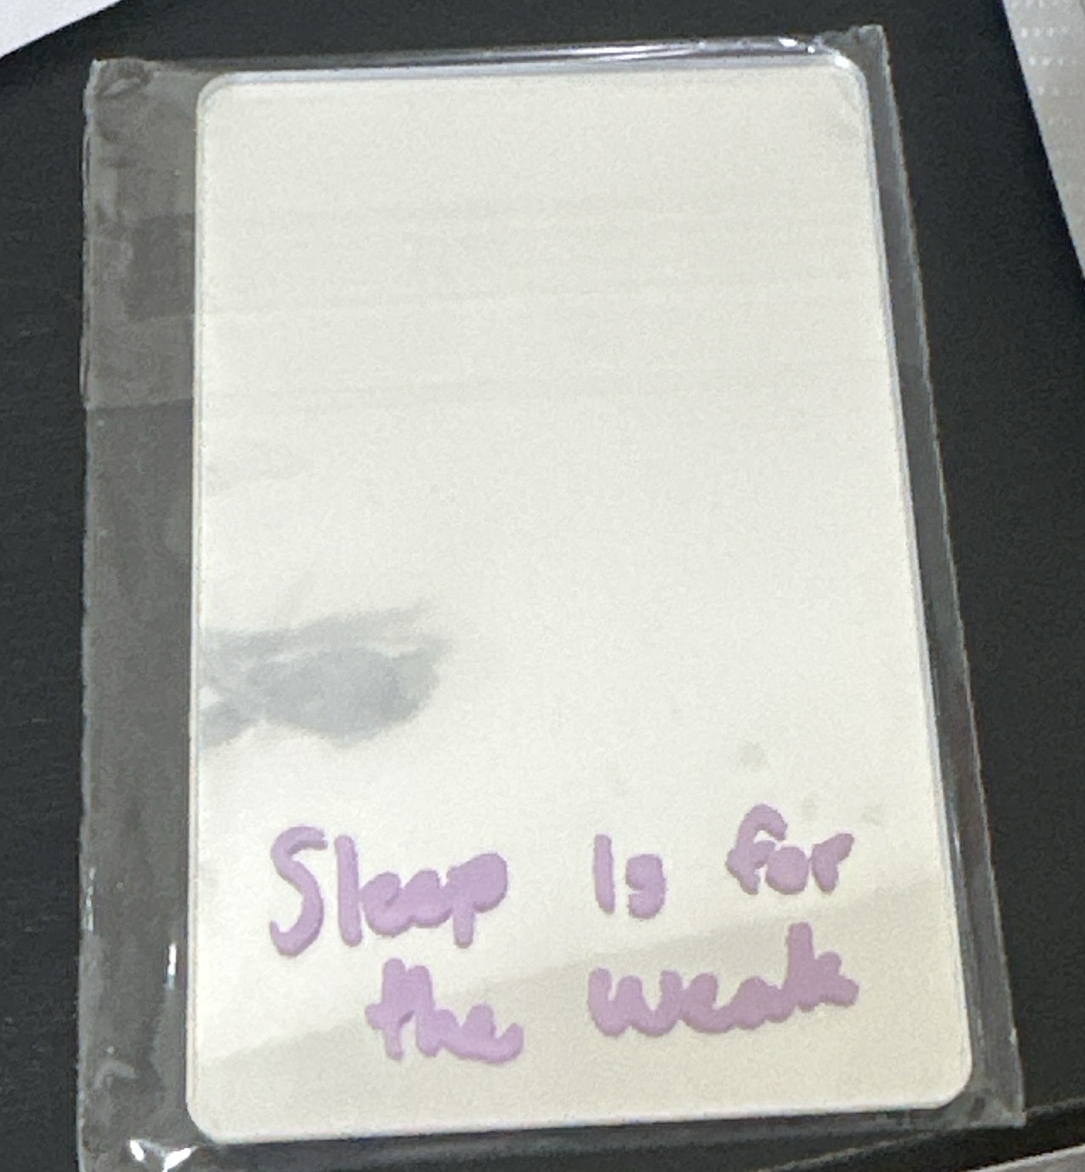 Sleep is for
the weak